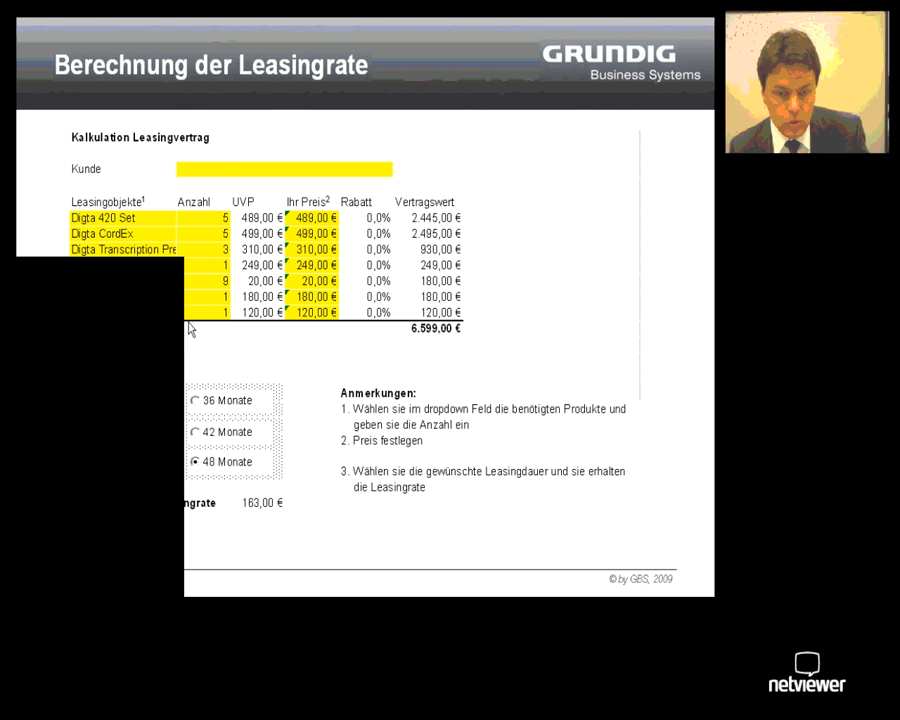 Berechnung der Leasingrate
GRUNDIG
Business Systems
Kalkulation Leasingvertrag
Kunde
Leasingobjekte1 Anzahl UVP Ihr Preis2 Rabatt Vertragswert
Digta 420 Set 5 489,00 € 489,00 € 0,0% 2.445,00 €
Digta CordEx 5 499,00 € 499,00 € 0,0% 2.495,00 €
Digta Transcription Pre 3 310,00 € 310,00 € 0,0% 930,00 €
1 249,00 € 249,00 € 0,0% 249,00 €
9 20,00 € 20,00 € 0,0% 180,00 €
1 180,00 € 180,00 € 0,0% 180,00 €
1 120,00 € 120,00 € 0,0% 120,00 €
6.599,00 €
36 Monate
42 Monate
48 Monate
ngrate 163,00 €
Anmerkungen:
1. Wählen sie im dropdown Feld die benötigten Produkte und
geben sie die Anzahl ein
2. Preis festlegen
3. Wählen sie die gewünschte Leasingdauer und sie erhalten
die Leasingrate
© by GBS, 2009
netviewer